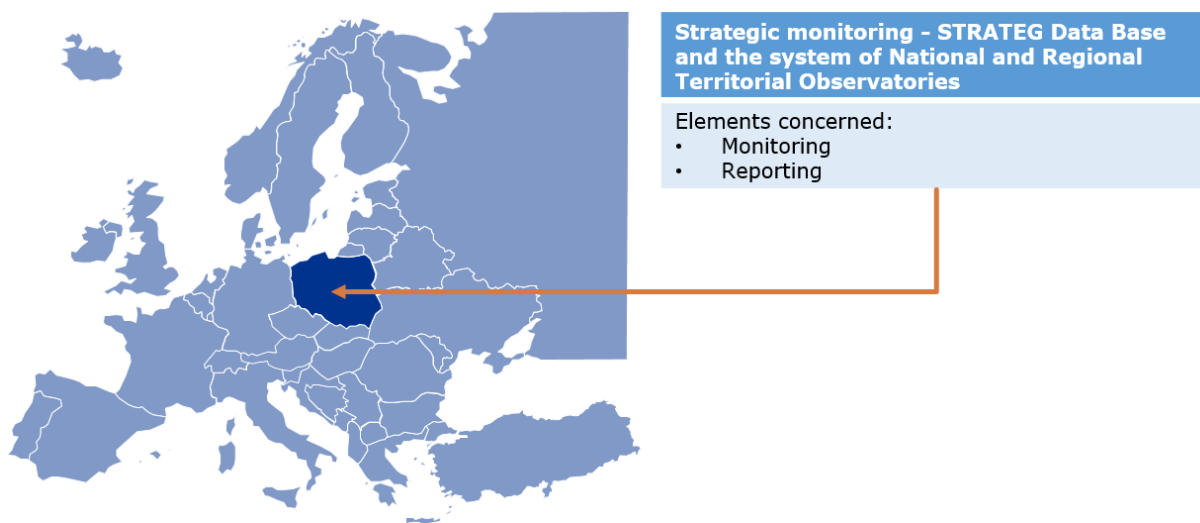 Strategic monitoring - STRATEG Data Base
and the system of National and Regional
Territorial Observatories
Elements concerned:
• Monitoring
• Reporting